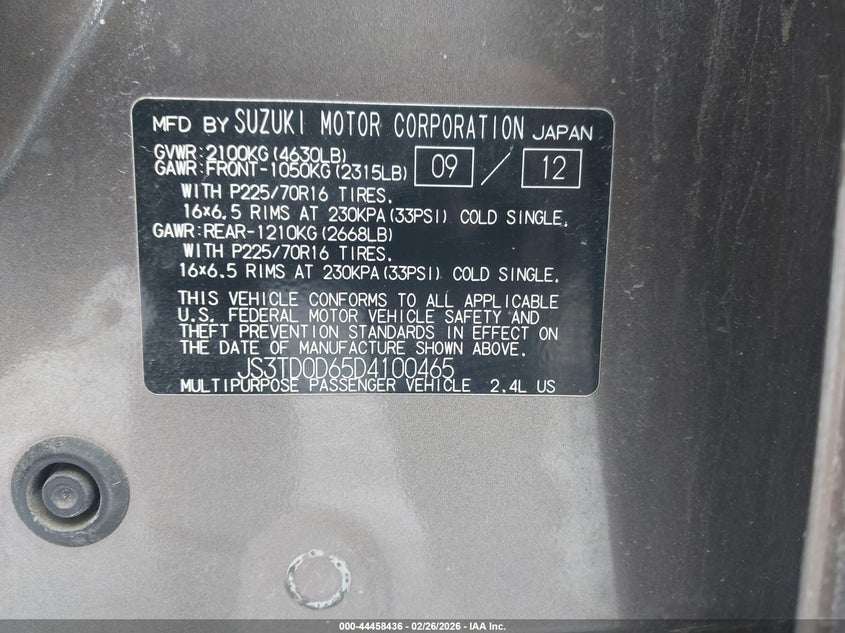 MFD BY SUZUKI MOTOR CORPORATION JAPAN
GVWR:2100KG(4630LB)
GAWR:FRONT-1050KG(2315LB) 09 / 12
WITH P225/70R16 TIRES.
16×6.5 RIMS AT 230KPA(33PSI) COLD SINGLE.
GAWR:REAR-1210KG(2668LB)
WITH P225/70R16 TIRES.
16×6.5 RIMS AT 230KPA(33PSI) COLD SINGLE.
THIS VEHICLE CONFORMS TO ALL APPLICABLE
U.S. FEDERAL MOTOR VEHICLE SAFETY AND
THEFT PREVENTION STANDARDS IN EFFECT ON
THE DATE OF MANUFACTURE SHOWN ABOVE.
JS3TD0D65D4100465
MULTIPURPOSE PASSENGER VEHICLE 2.4L US
000-44458436 - 02/26/2026 - IAA Inc.